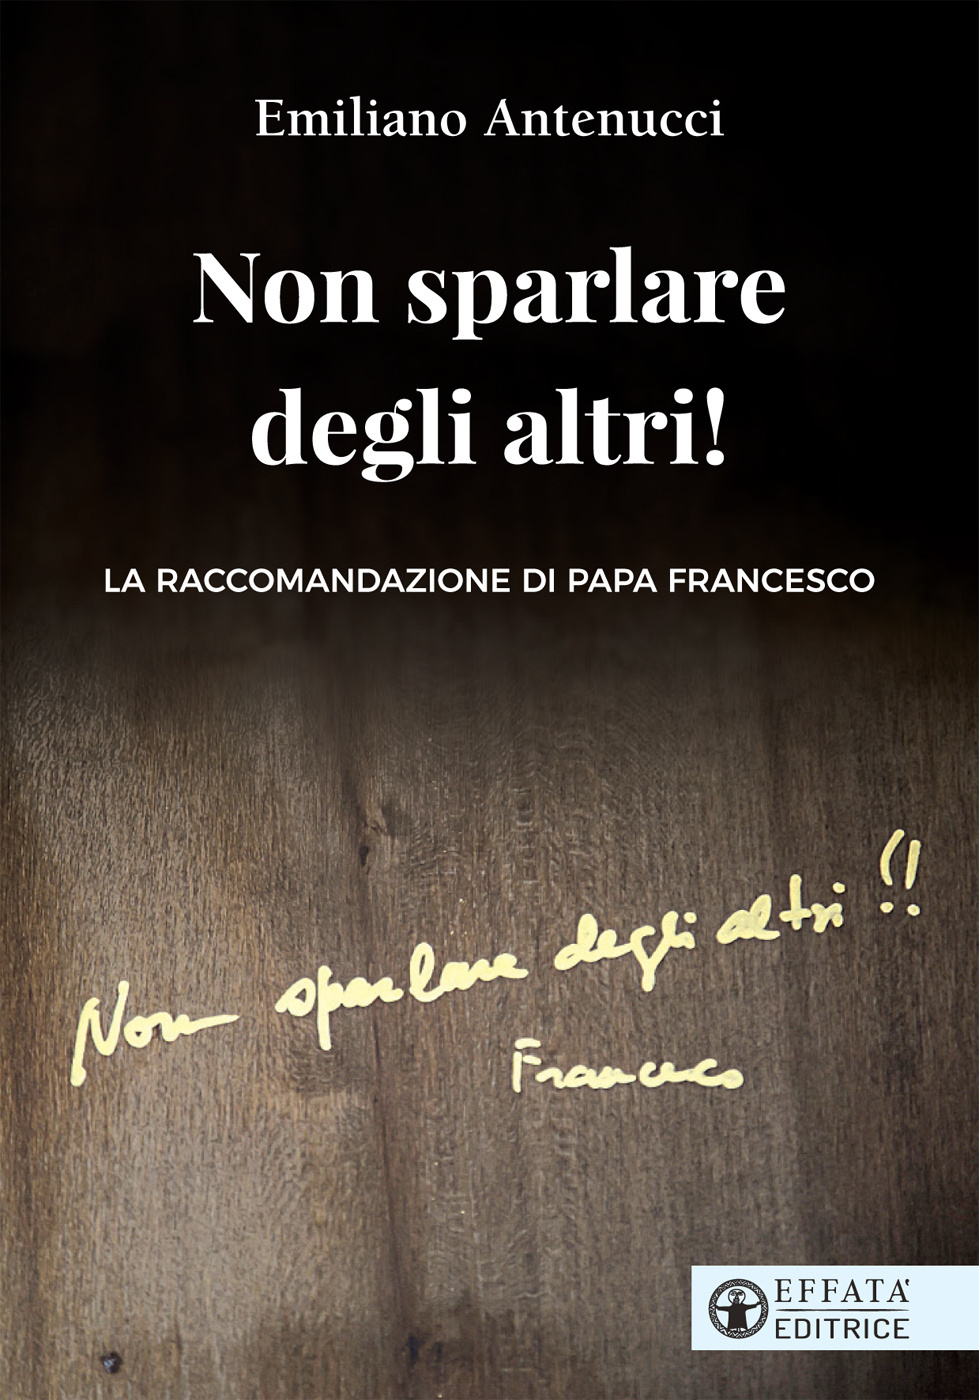 Emiliano Antenucci
Non sparlare
degli altri!
LA RACCOMANDAZIONE DI PAPA FRANCESCO
Non sparlare degli altri!!
Francesco
EFFATA'
EDITRICE